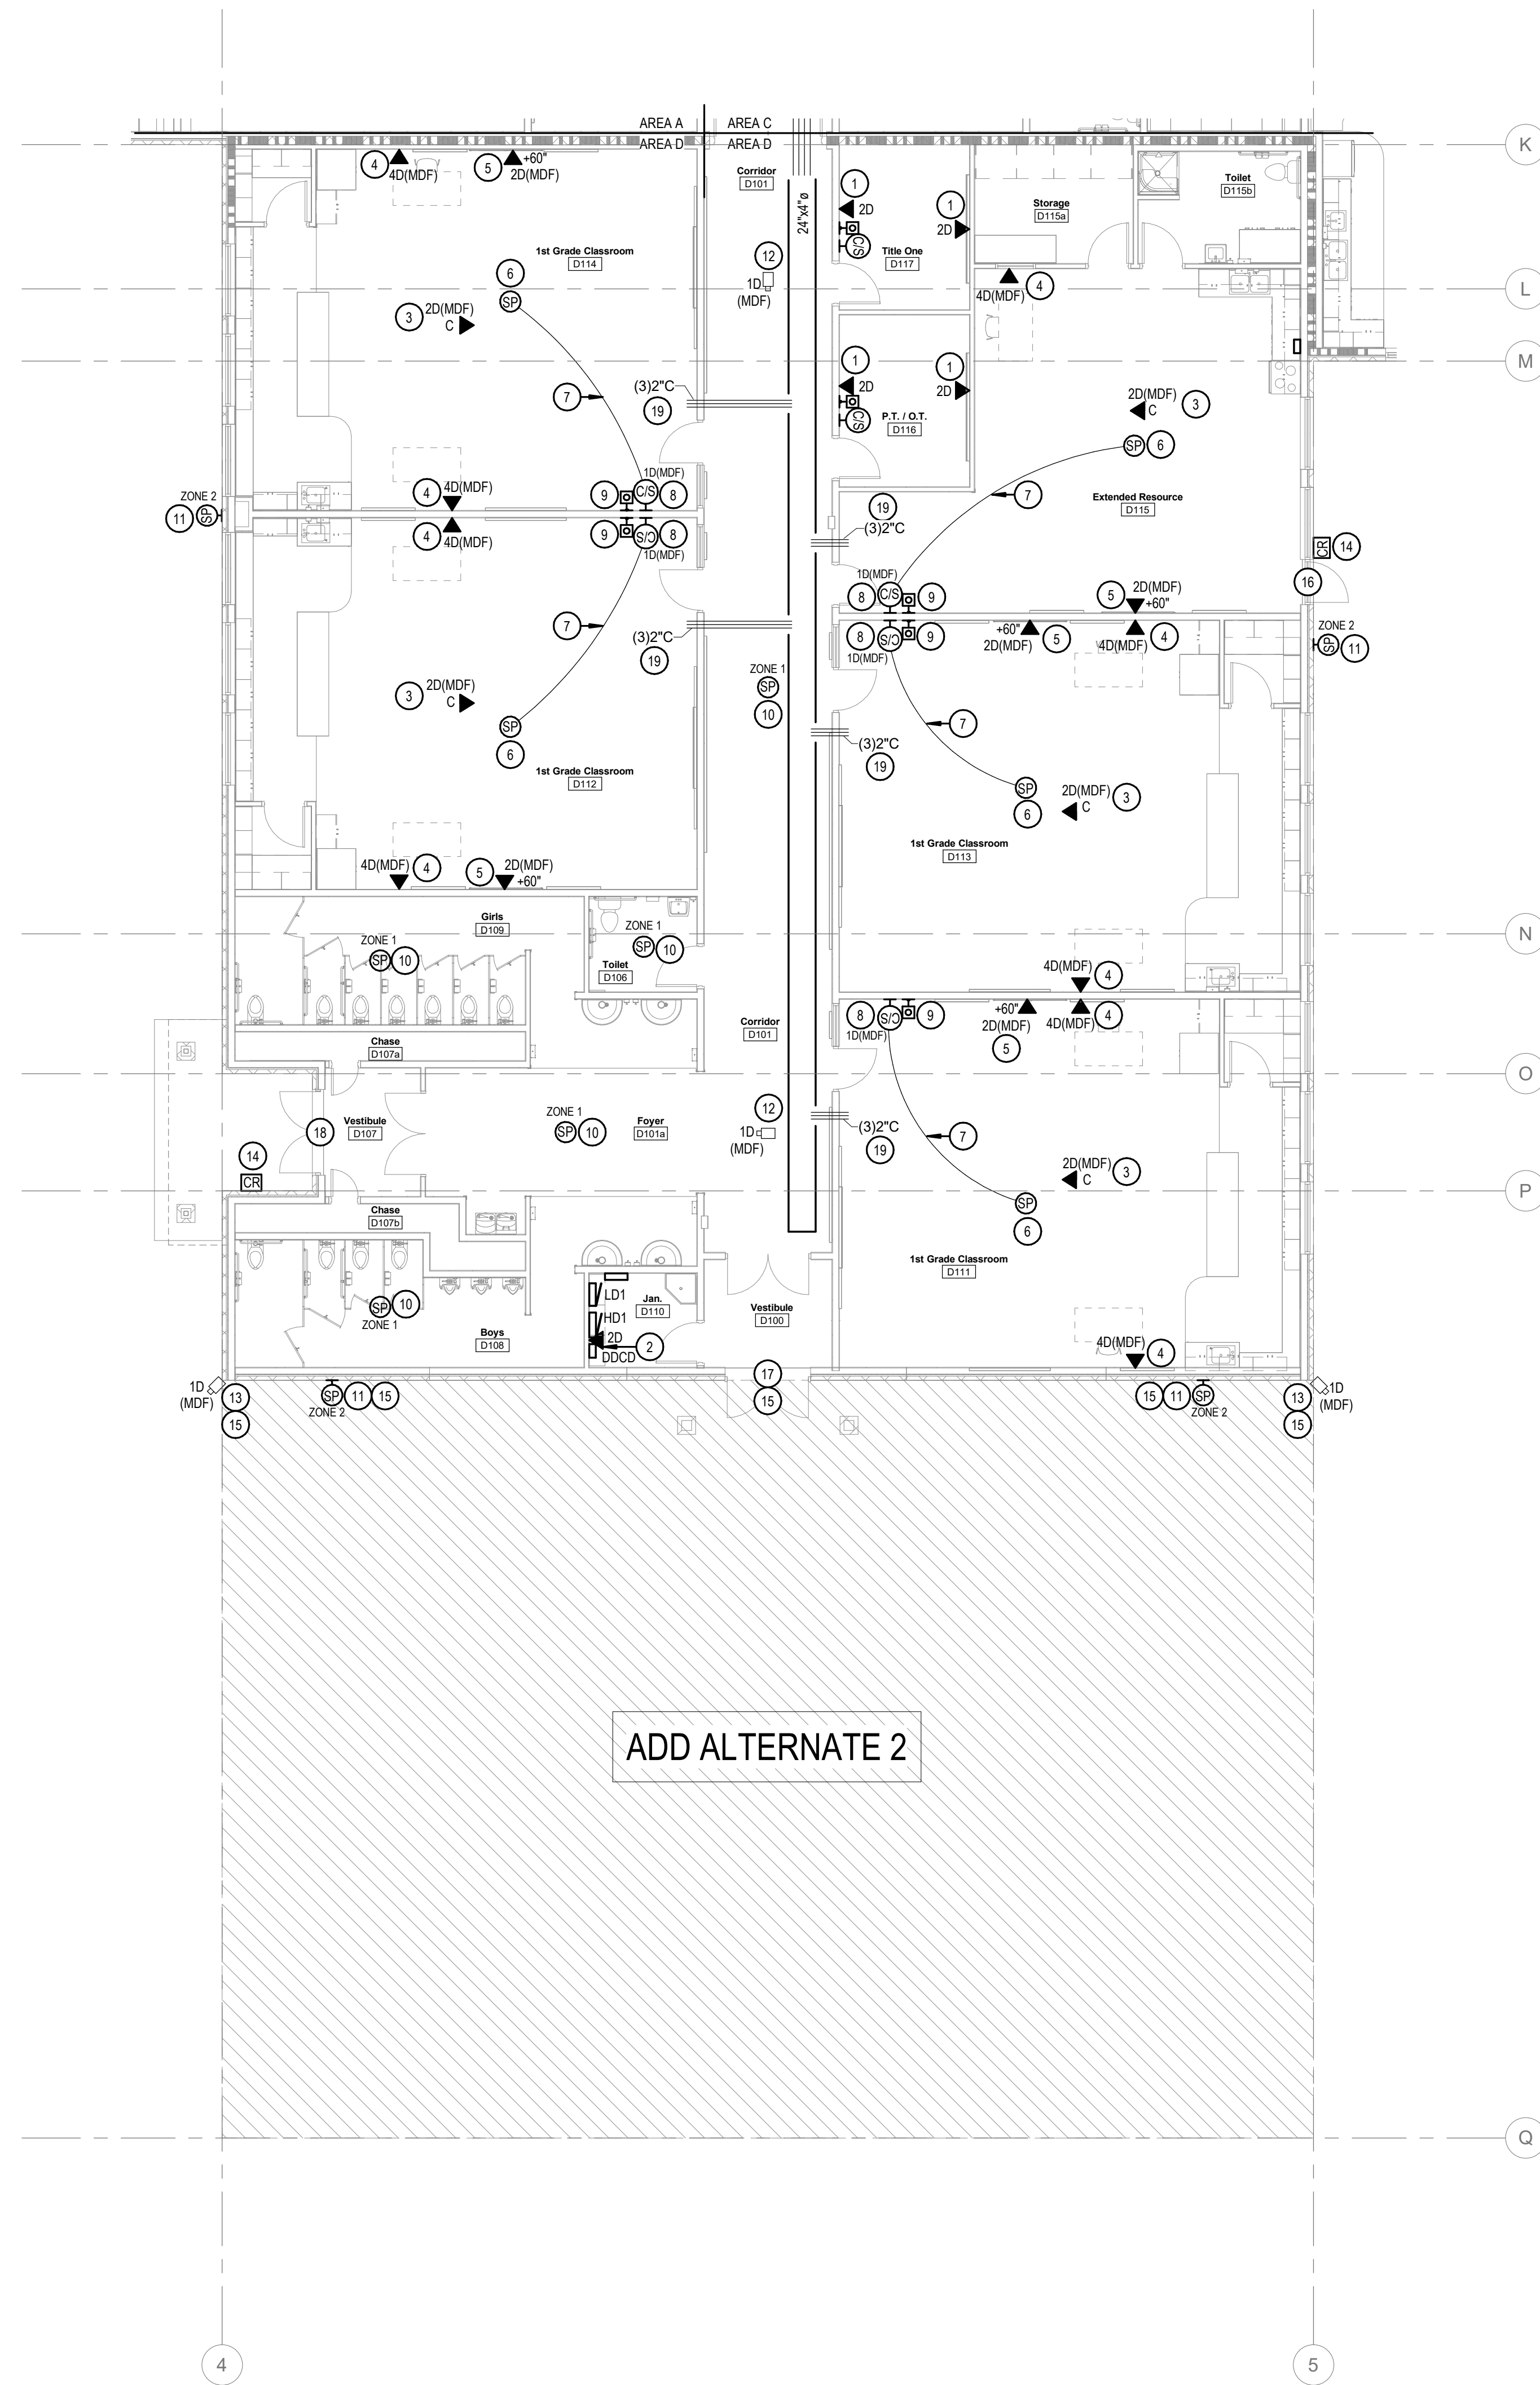 AREA A
AREA C
AREA D
AREA D
K
4
4D(MDF)
5
+60"
2D(MDF)
Corridor
D101
24"x4"ø
1
2D
C/S
1
2D
Title One
D117
Storage
D115a
Toilet
D115b
1st Grade Classroom
D114
6
SP
12
1D
(MDF)
4D(MDF)
4
L
3
2D(MDF)
C
7
(3)2"C
19
1
2D
C/S
1
2D
P.T. / O.T.
D116
M
2D(MDF)
C
3
SP
6
7
Extended Resource
D115
ZONE 2
11
SP
4
4D(MDF)
4
4D(MDF)
9
1D(MDF)
C/S
8
9
C/S
8
1D(MDF)
19
(3)2"C
CR
14
16
1D(MDF)
8
C/S
9
5
2D(MDF)
+60"
8
C/S
9
1D(MDF)
+60"
2D(MDF)
5
4D(MDF)
4
ZONE 2
SP
11
7
(3)2"C
19
3
2D(MDF)
C
SP
6
ZONE 1
SP
10
(3)2"C
19
7
SP
6
2D(MDF)
C
3
1st Grade Classroom
D112
1st Grade Classroom
D113
4D(MDF)
4
5
2D(MDF)
+60"
Girls
D109
ZONE 1
SP
10
ZONE 1
SP
10
Toilet
D106
N
4D(MDF)
4
8
C/S
9
1D(MDF)
+60"
2D(MDF)
5
4D(MDF)
4
Corridor
D101
Chase
D107a
O
18
Vestibule
D107
ZONE 1
SP
10
Foyer
D101a
12
1D
(MDF)
(3)2"C
19
7
14
CR
2D(MDF)
C
3
SP
6
P
Chase
D107b
1st Grade Classroom
D111
SP
10
ZONE 1
Boys
D108
LD1
HD1
2D
DDCD
2
Jan.
D110
Vestibule
D100
4D(MDF)
4
1D
(MDF)
13
15
SP
11
15
ZONE 2
17
15
15
11
SP
ZONE 2
13
15
1D
(MDF)
ADD ALTERNATE 2
Q
4
5